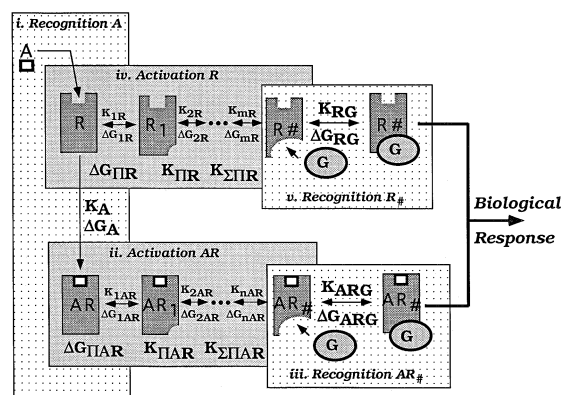 i. Recognition A
A
iv. Activation R
K1R K2R KmR
R R1 R# R#
ΔG1R ΔG2R ΔGmR
KRG
ΔGRG
G G
ΔGΠR KΠR KΣΠR
v. Recognition R#
KA
ΔGA
Biological
Response
ii. Activation AR
K1AR K2AR KnAR
AR AR1 AR# AR#
ΔG1AR ΔG2AR ΔGnAR
KARG
ΔGARG
G G
ΔGΠAR KΠAR KΣΠAR
iii. Recognition AR#